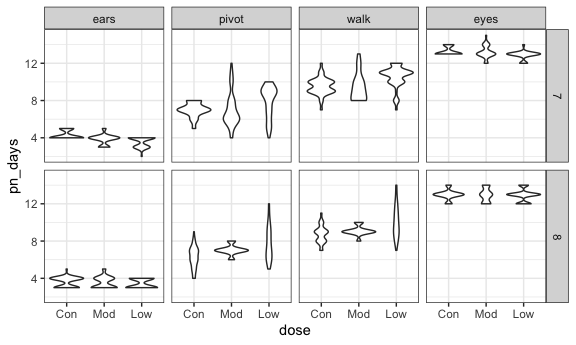 ears pivot walk eyes
12
8
4
7
pn_days
12
8
4
8
Con Mod Low Con Mod Low Con Mod Low Con Mod Low
dose